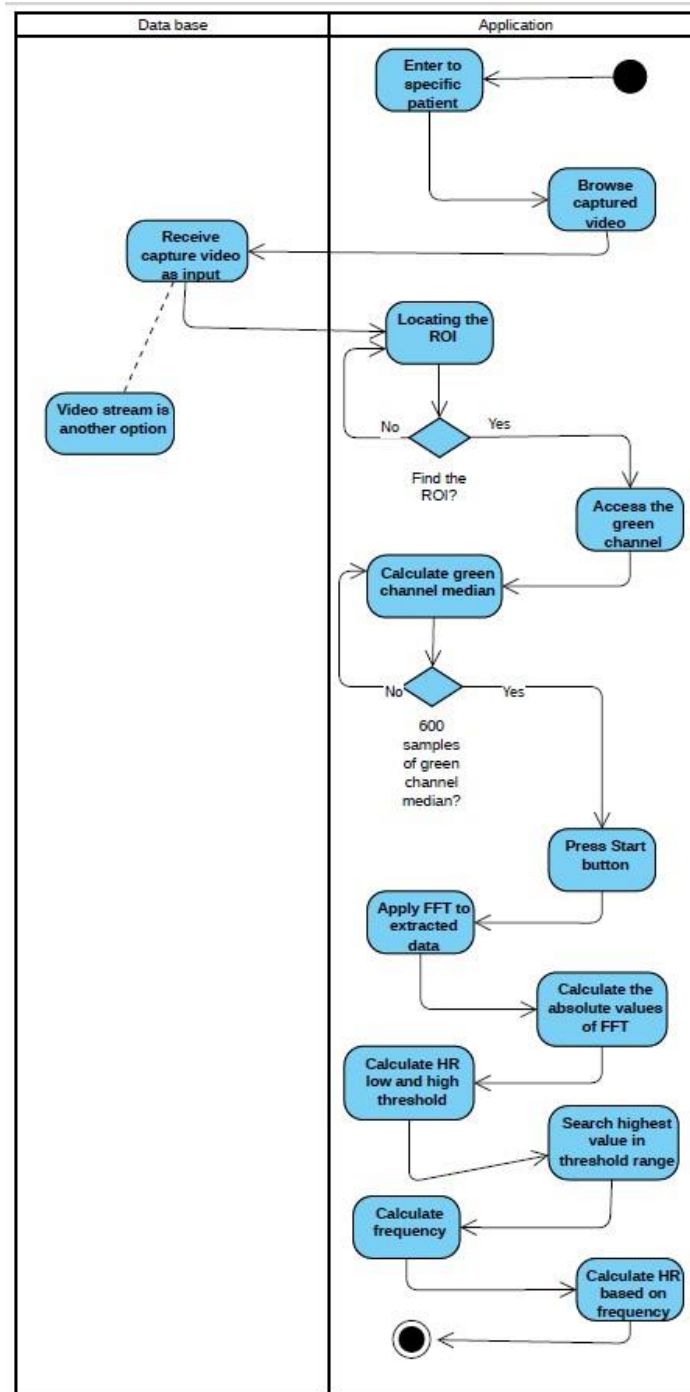 Data base
Application
Enter to
specific
patient
Browse
captured
video
Receive
capture video
as input
Locating the
ROI
Video stream is
another option
No
Yes
Find the
ROI?
Access the
green
channel
Calculate green
channel median
No
Yes
600
samples
of green
channel
median?
Press Start
button
Apply FFT to
extracted
data
Calculate the
absolute values
of FFT
Calculate HR
low and high
threshold
Search highest
value in
threshold range
Calculate
frequency
Calculate HR
based on
frequency